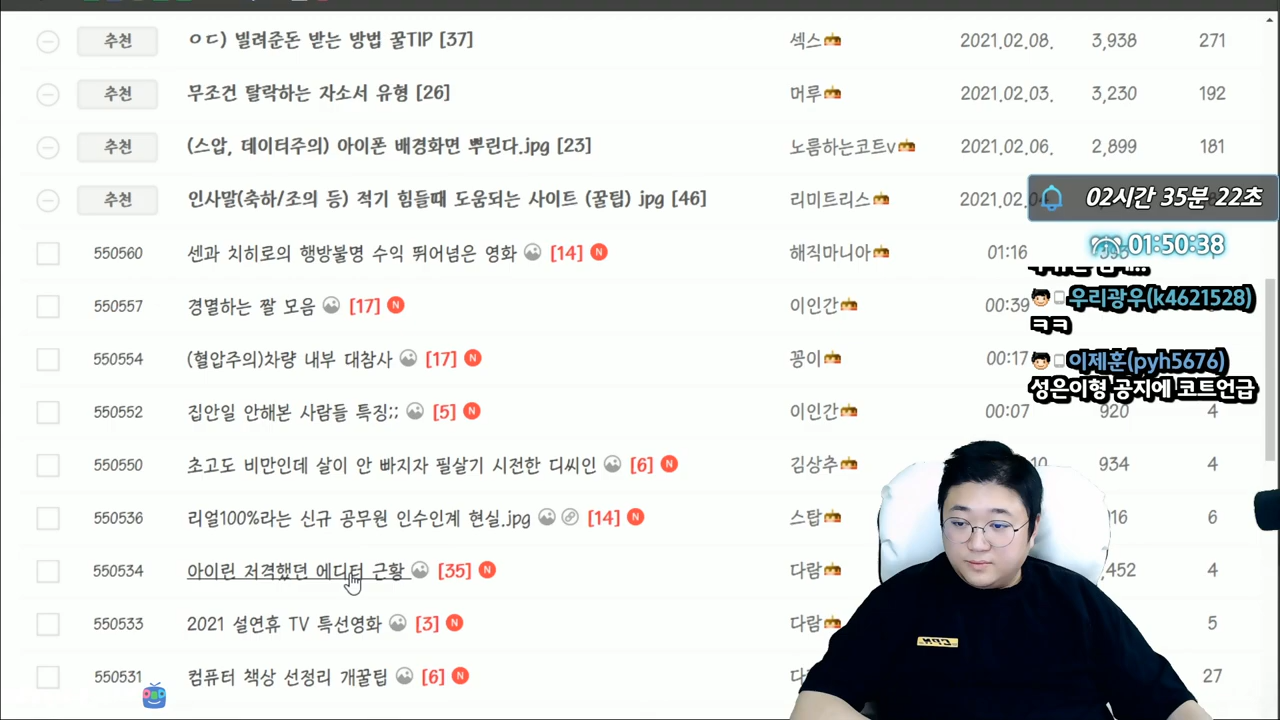 추천 ㅇㄷ) 빌려준돈 받는 방법 꿀TIP [37] 섹스 2021.02.08. 3,938 271
추천 무조건 탈락하는 자소서 유형 [26] 머루 2021.02.03. 3,230 192
추천 (스압, 데이터주의) 아이폰 배경화면 뿌린다.jpg [23] 노름하는코트v 2021.02.06. 2,899 181
추천 인사말(축하/조의 등) 적기 힘들때 도움되는 사이트 (꿀팁) jpg [46] 리미트리스 2021.02.
02시간 35분 22초
01:50:38
550560 센과 치히로의 행방불명 수익 뛰어넘은 영화 [14] N 해직마니아 01:16
550557 경멸하는 짤 모음 [17] N 이인간 00:39
우리광우(k4621528)
ㅋㅋ
550554 (혈압주의)차량 내부 대참사 [17] N 꽁이 00:17
이제훈(pyh5676)
성은이형 공지에 코트언급
550552 집안일 안해본 사람들 특징;; [5] N 이인간 00:07 920 4
550550 초고도 비만인데 살이 안 빠지자 필살기 시전한 디씨인 [6] N 김상추 934 4
550536 리얼100%라는 신규 공무원 인수인계 현실.jpg [14] N 스탑 6
550534 아이린 저격했던 에디터 근황 [35] N 다람 ,452 4
550533 2021 설연휴 TV 특선영화 [3] N 다람 5
550531 컴퓨터 책상 선정리 개꿀팁 [6] N 27